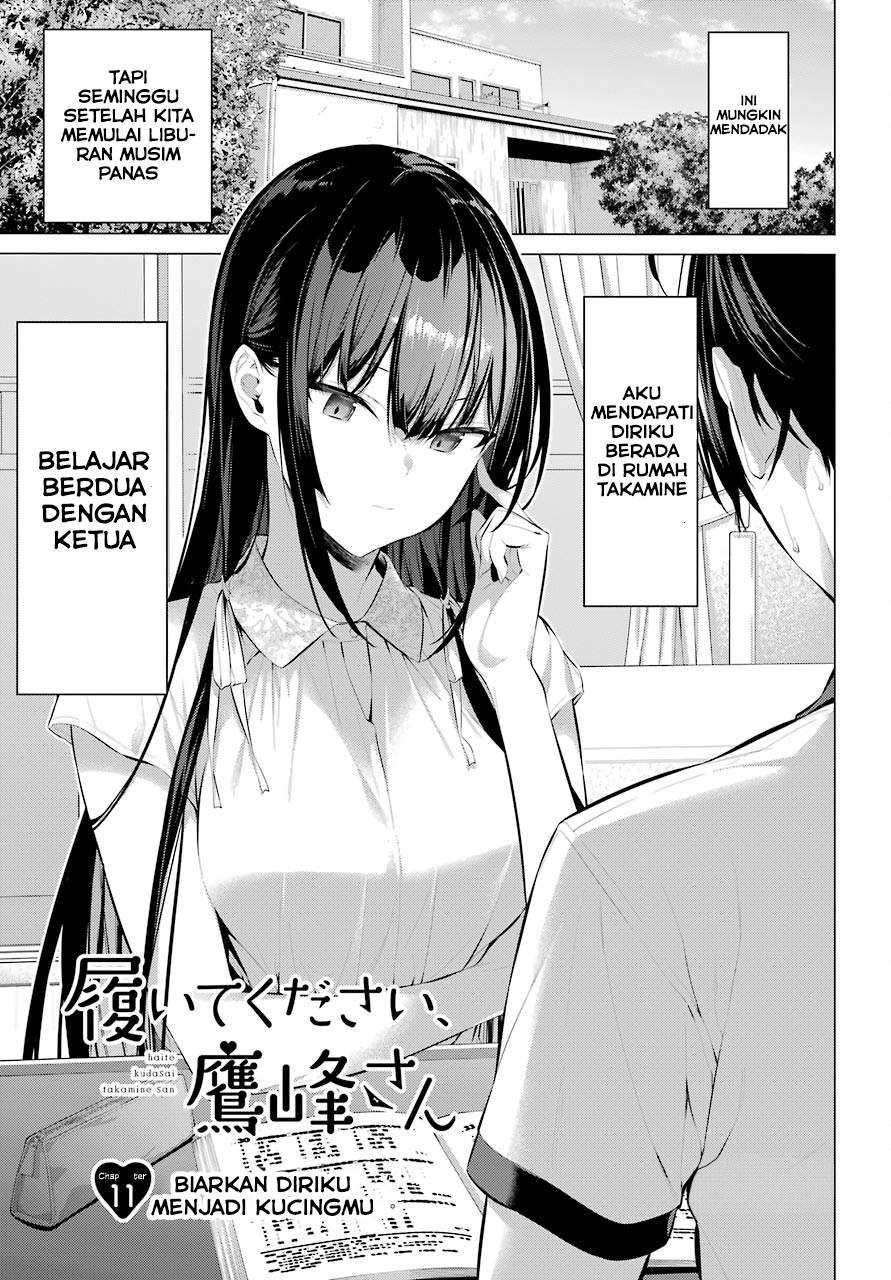 INI
MUNGKIN
MENDADAK
TAPI
SEMINGGU
SETELAH KITA
MEMULAI LIBU-
RAN MUSIM
PANAS
AKU
MENDAPATI
DIRIKU
BERADA
DI RUMAH
TAKAMINE
BELAJAR
BERDUA
DENGAN
KETUA
履いてください、
鷹峰さん
haite
kudasai
takamine san
Chapter
11
BIARKAN DIRIKU
MENJADI KUCINGMU 。